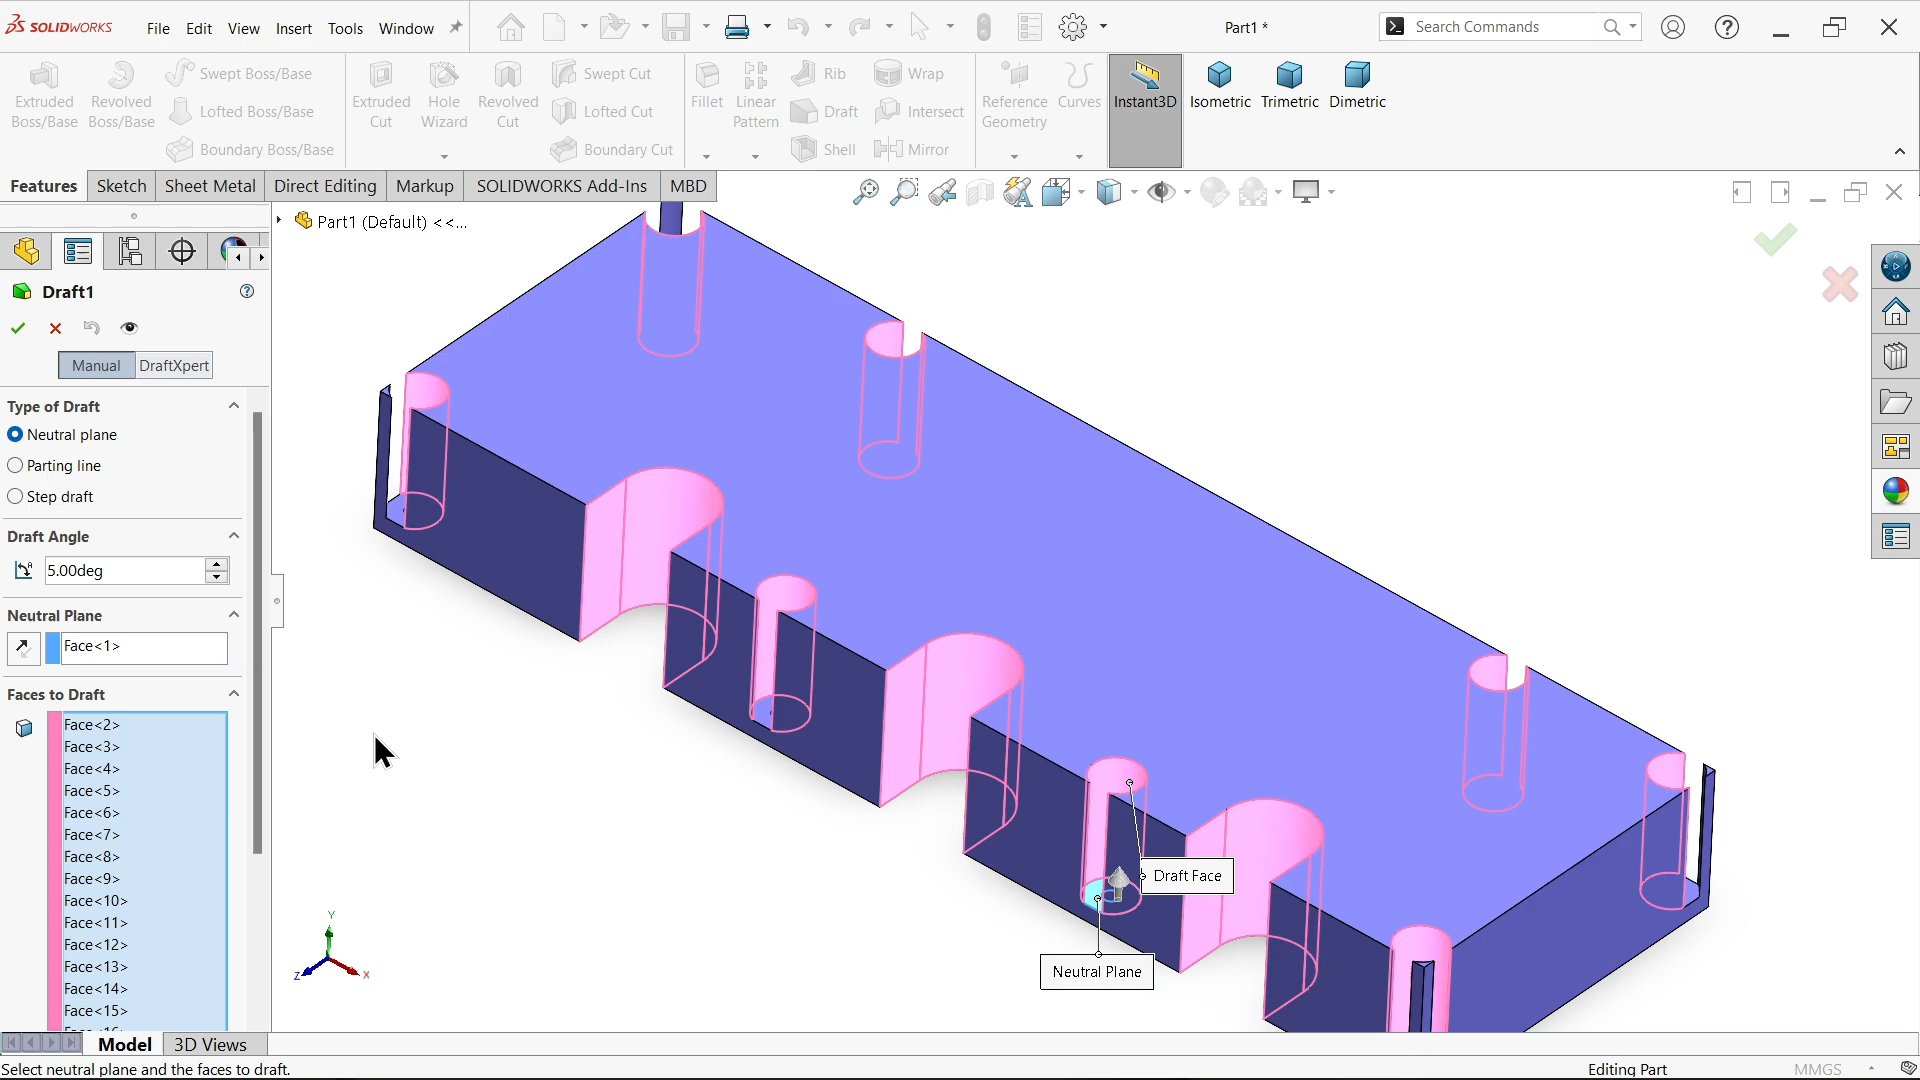 SOLIDWORKS
File Edit View Insert Tools Window
Part1 *
Search Commands
Extruded Boss/Base
Revolved Boss/Base
Swept Boss/Base
Lofted Boss/Base
Boundary Boss/Base
Extruded Cut
Hole Wizard
Revolved Cut
Swept Cut
Lofted Cut
Boundary Cut
Fillet
Linear Pattern
Rib
Draft
Shell
Wrap
Intersect
Mirror
Reference Geometry
Curves
Instant3D
Isometric
Trimetric
Dimetric
Features Sketch Sheet Metal Direct Editing Markup SOLIDWORKS Add-Ins MBD
Part1 (Default) <<...
Draft1
Manual DraftXpert
Type of Draft
Neutral plane
Parting line
Step draft
Draft Angle
5.00deg
Neutral Plane
Face<1>
Faces to Draft
Face<2>
Face<3>
Face<4>
Face<5>
Face<6>
Face<7>
Face<8>
Face<9>
Face<10>
Face<11>
Face<12>
Face<13>
Face<14>
Face<15>
Draft Face
Neutral Plane
Y
Z
X
Model 3D Views
Select neutral plane and the faces to draft.
Editing Part
MMGS